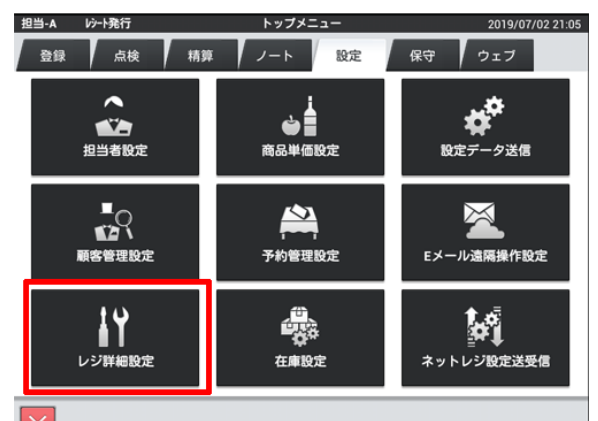 担当-A ﾚｼｰﾄ発行 トップメニュー 2019/07/02 21:05
登録 点検 精算 ノート 設定 保守 ウェブ
担当者設定 商品単価設定 設定データ送信
顧客管理設定 予約管理設定 Eメール遠隔操作設定
レジ詳細設定 在庫設定 ネットレジ設定送受信